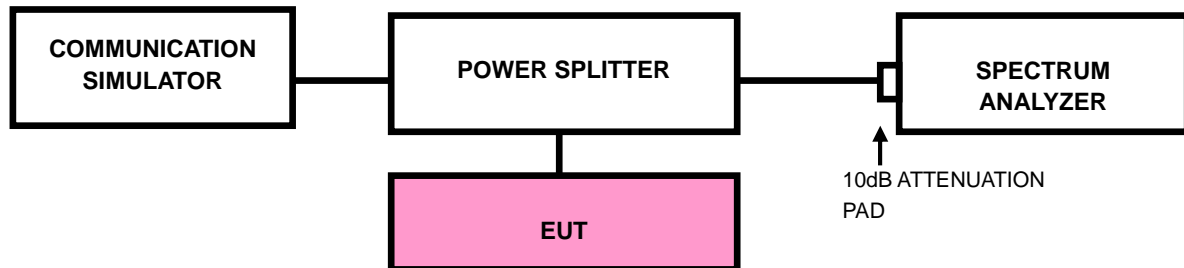 COMMUNICATION
SIMULATOR
POWER SPLITTER
SPECTRUM
ANALYZER
10dB ATTENUATION
PAD
EUT